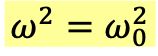 ω² = ω₀²